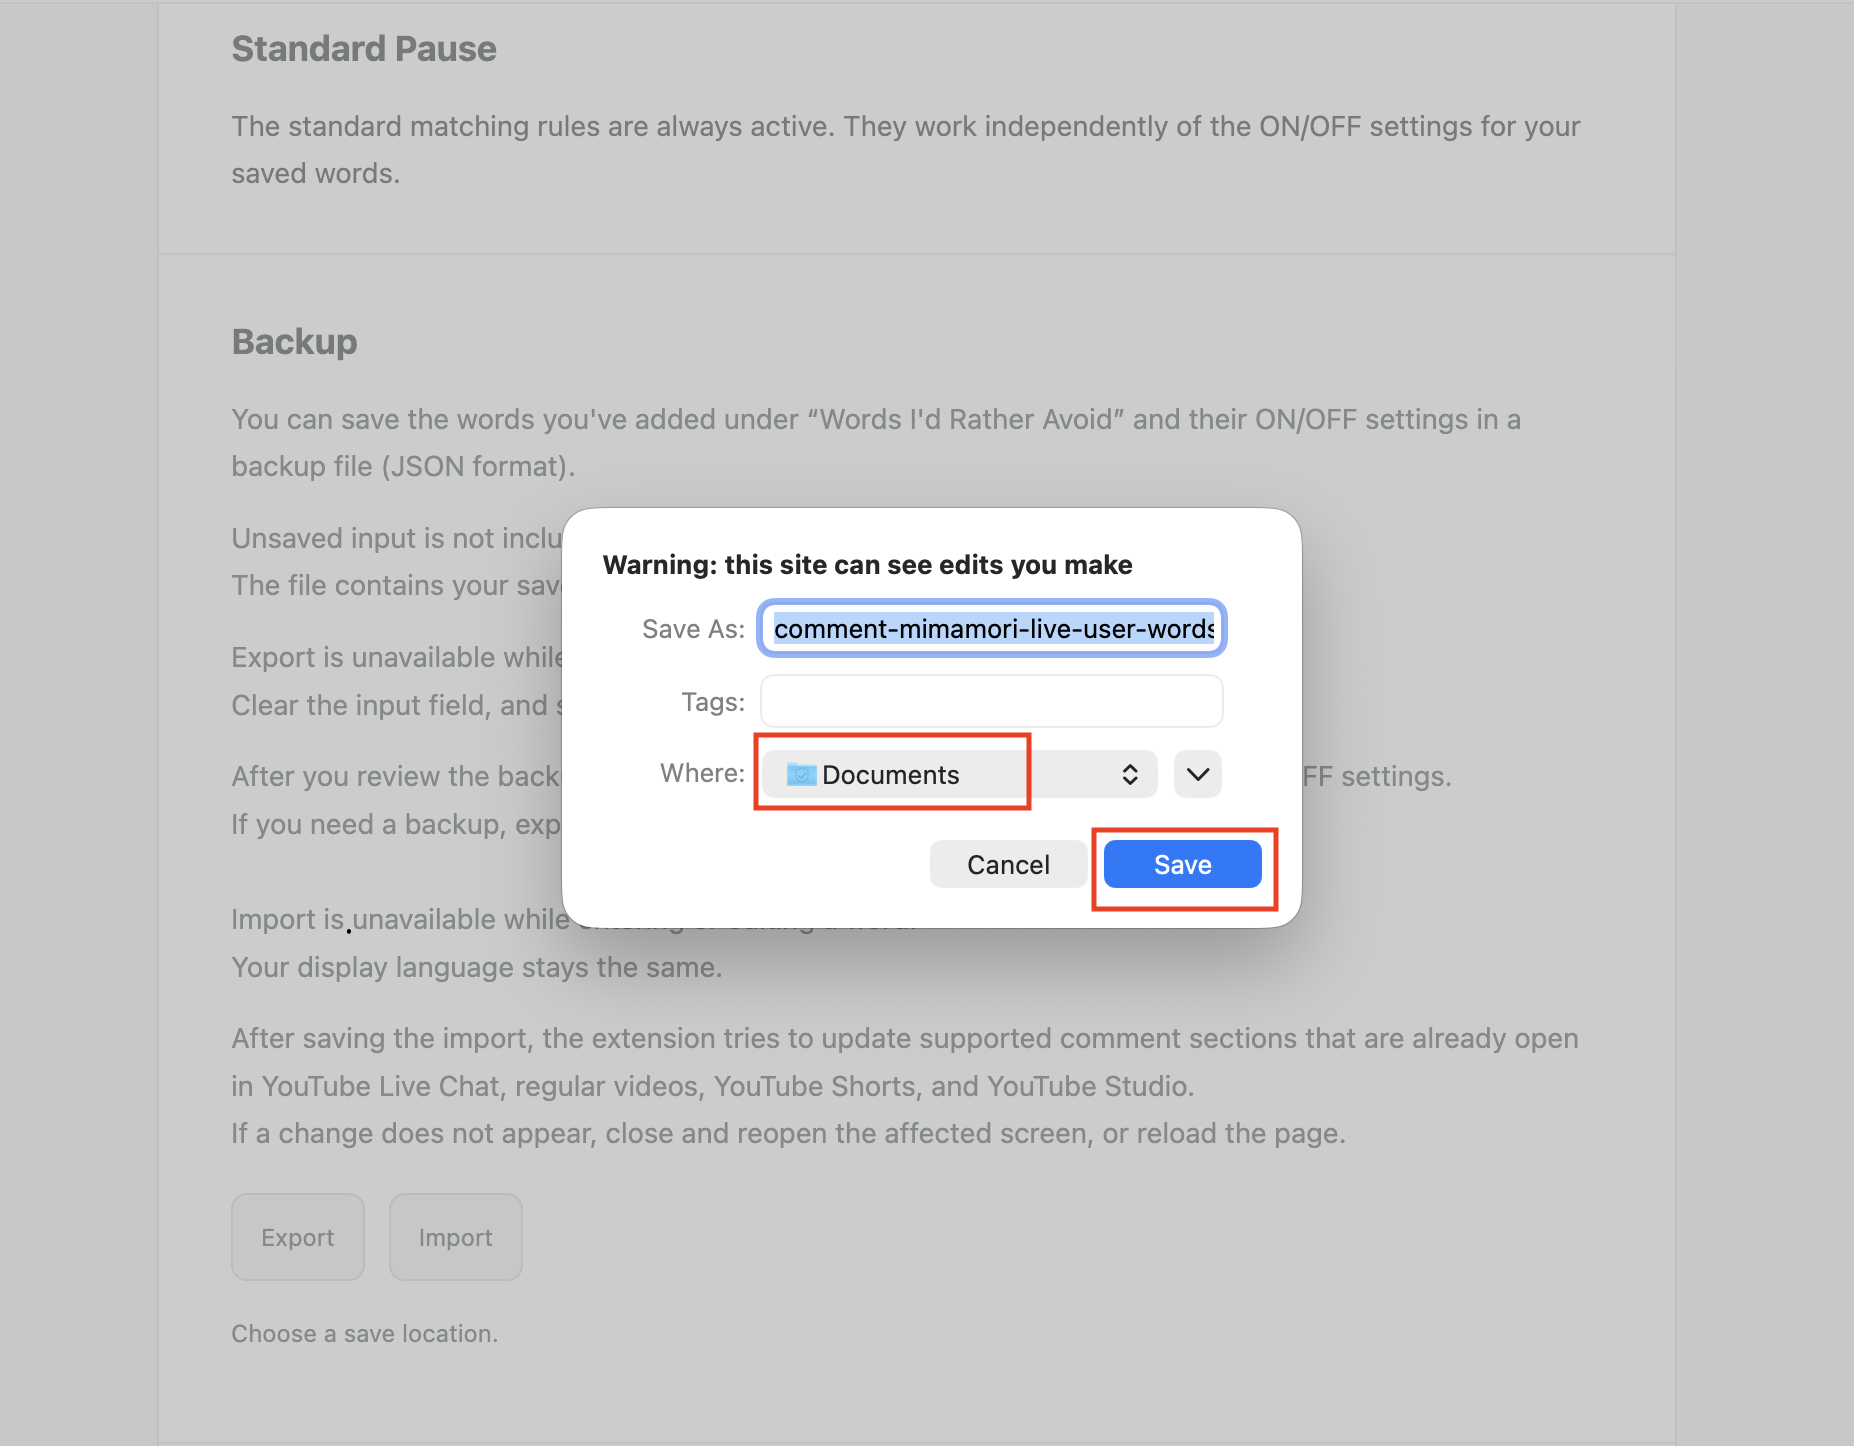 Standard Pause
The standard matching rules are always active. They work independently of the ON/OFF settings for your
saved words.
Backup
You can save the words you've added under “Words I'd Rather Avoid” and their ON/OFF settings in a
backup file (JSON format).
Unsaved input is not inclu
The file contains your sav
Export is unavailable while
Clear the input field, and s
After you review the back
FF settings.
If you need a backup, exp
Import is unavailable while
Your display language stays the same.
After saving the import, the extension tries to update supported comment sections that are already open
in YouTube Live Chat, regular videos, YouTube Shorts, and YouTube Studio.
If a change does not appear, close and reopen the affected screen, or reload the page.
Export
Import
Choose a save location.
Warning: this site can see edits you make
Save As: comment-mimamori-live-user-words
Tags:
Where: Documents
Cancel
Save